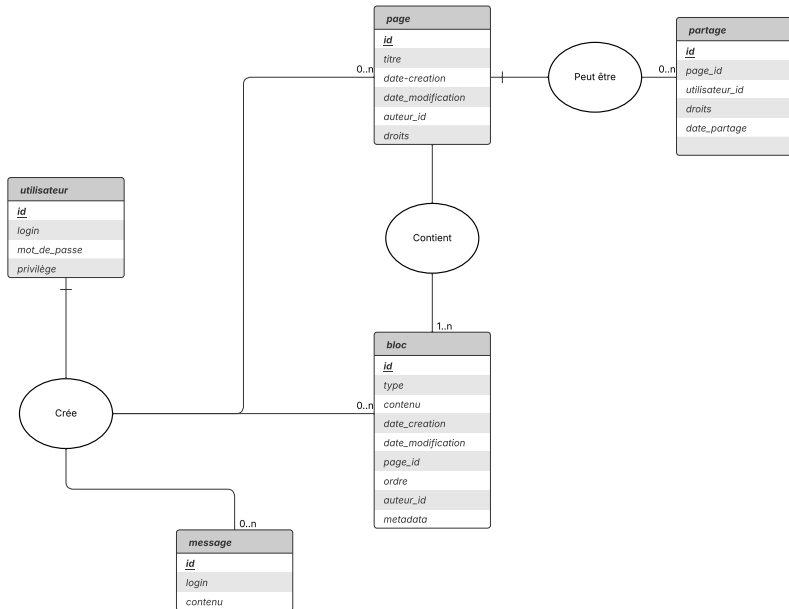 page
id
titre
date-creation
date_modification
auteur_id
droits
0..n
Peut être
0..n
partage
id
page_id
utilisateur_id
droits
date_partage
utilisateur
id
login
mot_de_passe
privilège
Contient
1..n
bloc
id
type
contenu
date_creation
date_modification
page_id
ordre
auteur_id
metadata
Crée
0..n
0..n
message
id
login
contenu